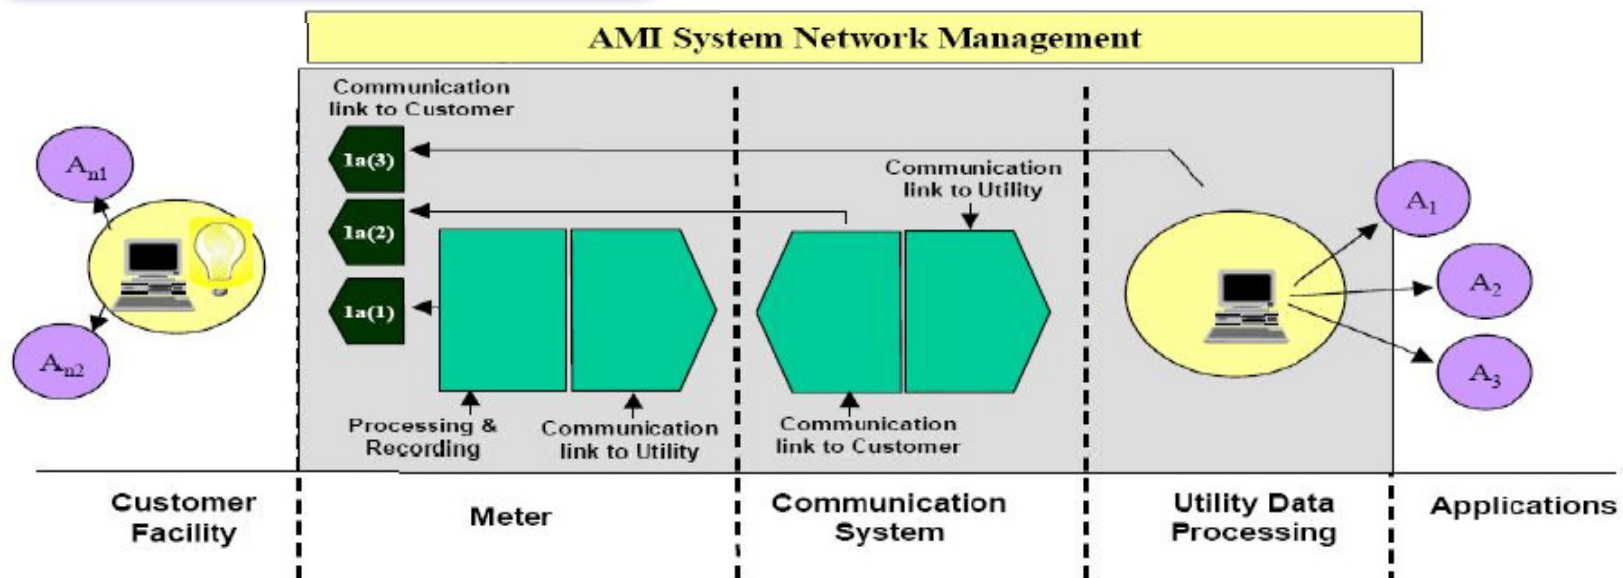 AMI System Network Management
Communication
link to Customer
1a(3)
1a(2)
1a(1)
Communication
link to Utility
An1
An2
A1
A2
A3
Processing &
Recording
Communication
link to Utility
Communication
link to Customer
Customer
Facility
Meter
Communication
System
Utility Data
Processing
Applications